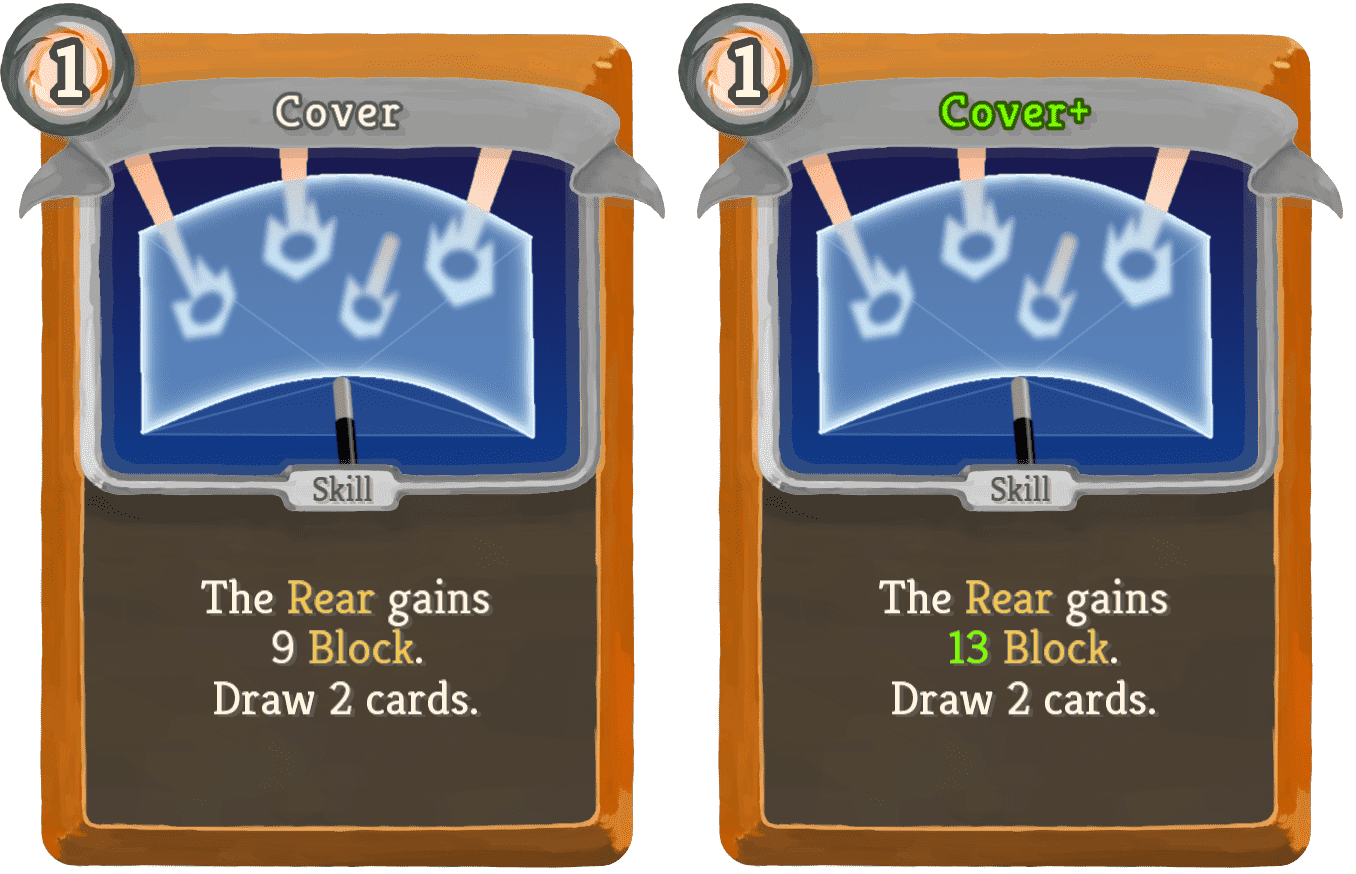 1
Cover
Skill
The Rear gains
9 Block.
Draw 2 cards.
1
Cover+
Skill
The Rear gains
13 Block.
Draw 2 cards.